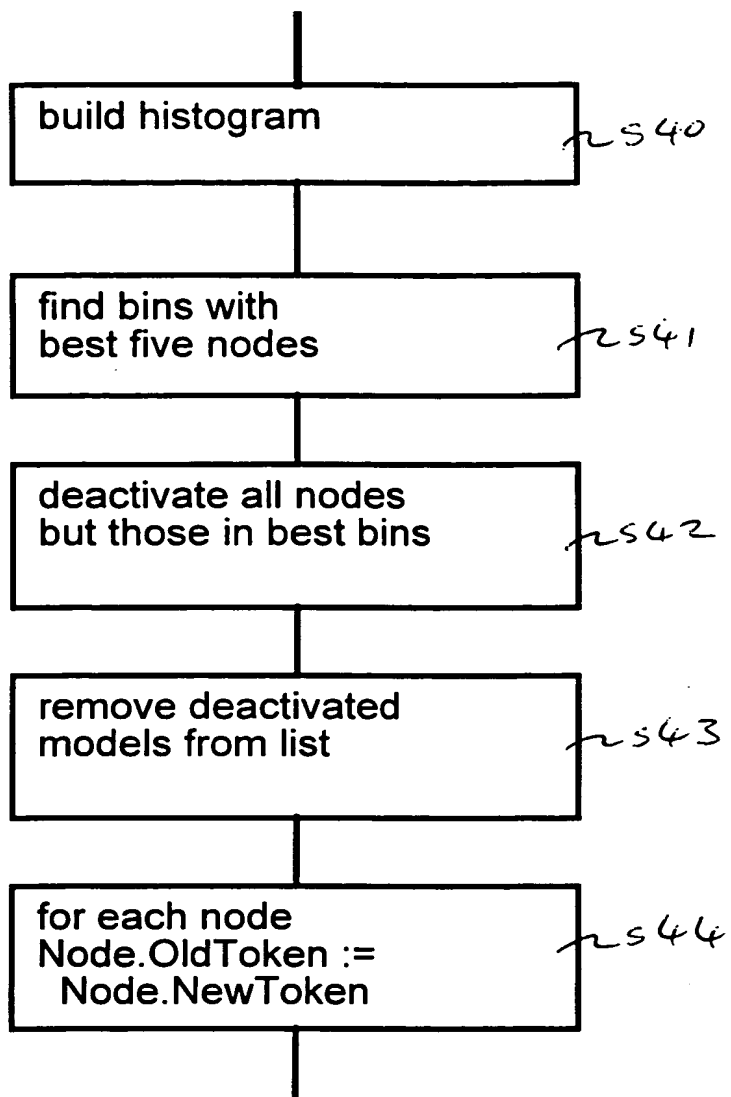 build histogram
S40
find bins with
best five nodes
S41
deactivate all nodes
but those in best bins
S42
remove deactivated
models from list
S43
for each node
Node.OldToken :=
Node.NewToken
S44